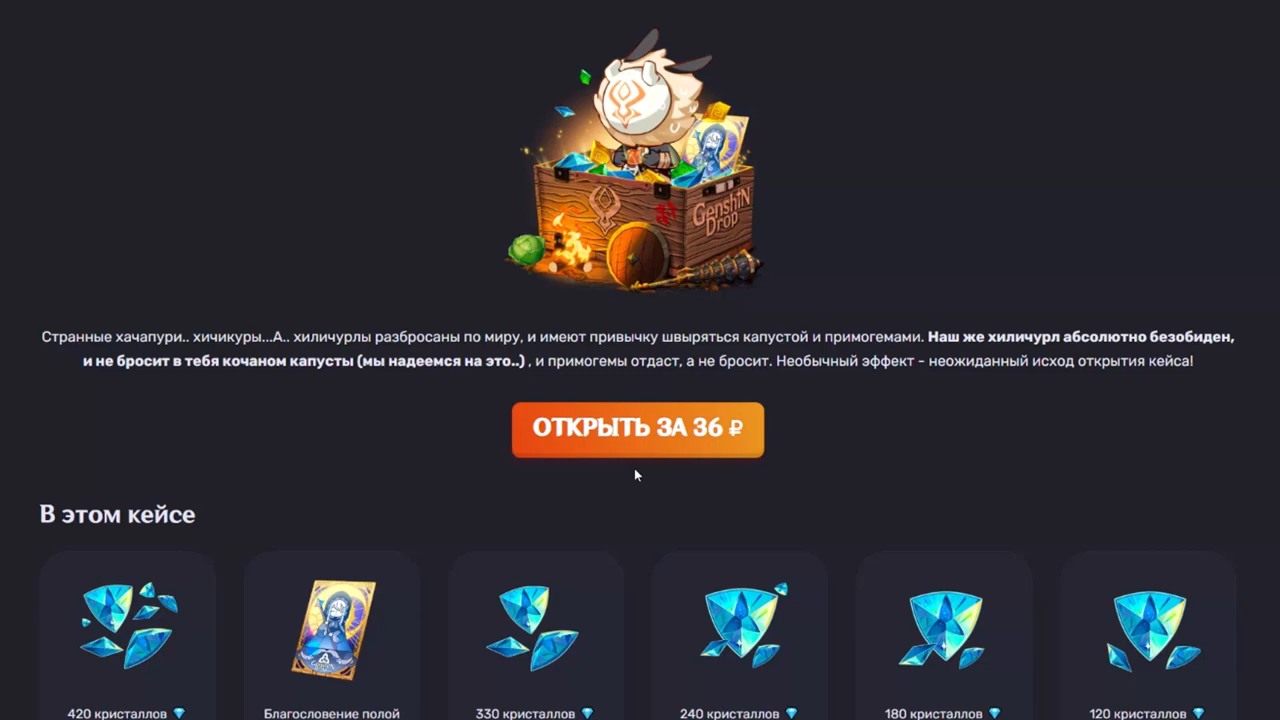 Genshin
Drop
Странные хачапури.. хичикуры...А.. хиличурлы разбросаны по миру, и имеют привычку швыряться капустой и примогемами. Наш же хиличурл абсолютно безобиден,
и не бросит в тебя кочаном капусты (мы надеемся на это..) , и примогемы отдаст, а не бросит. Необычный эффект - неожиданный исход открытия кейса!
ОТКРЫТЬ ЗА 36 ₽
В этом кейсе
420 кристаллов
Благословение полой
330 кристаллов
240 кристаллов
180 кристаллов
120 кристаллов